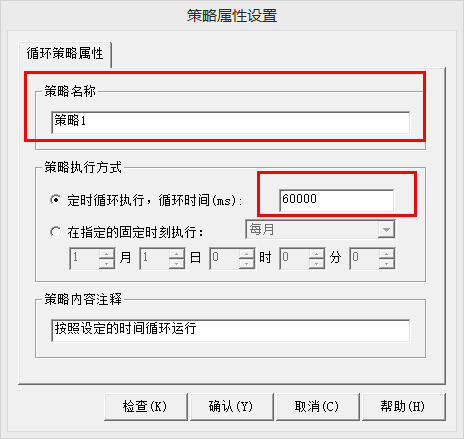 策略属性设置
循环策略属性
策略名称
策略1
策略执行方式
定时循环执行，循环时间(ms): 60000
在指定的固定时刻执行： 每月
1 月 1 日 0 时 0 分 0
策略内容注释
按照设定的时间循环运行
检查(K) 确认(Y) 取消(C) 帮助(H)